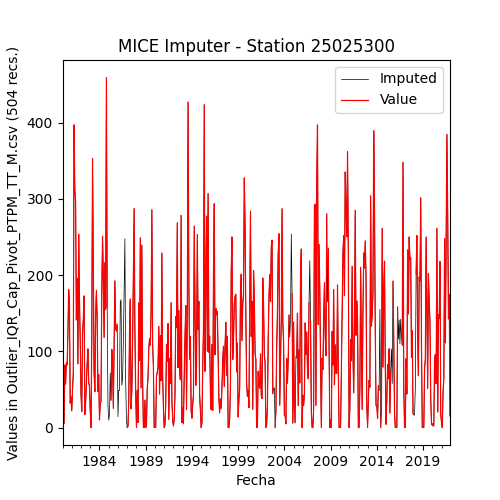 MICE Imputer - Station 25025300
Imputed
Value
Values in Outlier_IQR_Cap_Pivot_PTPM_TT_M.csv (504 recs.)
400
300
200
100
0
1984 1989 1994 1999 2004 2009 2014 2019
Fecha